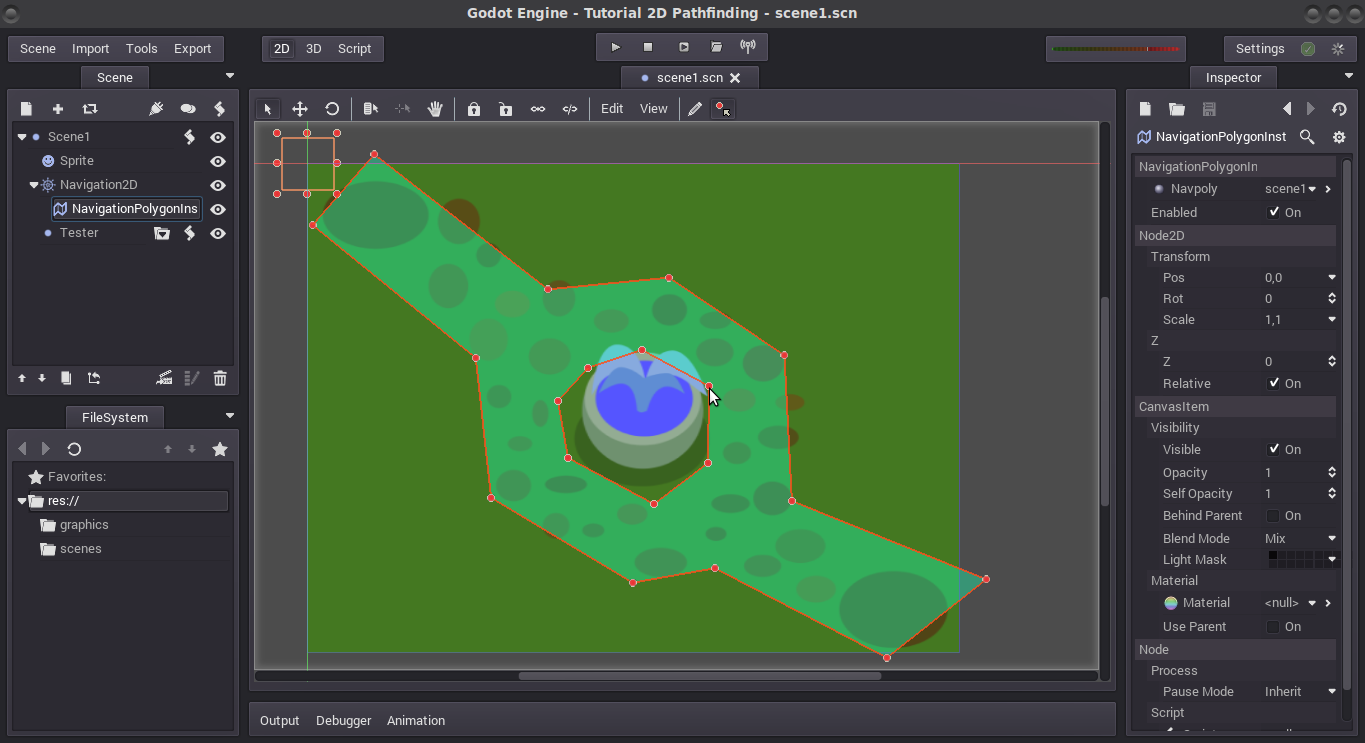 Godot Engine - Tutorial 2D Pathfinding - scene1.scn
Scene Import Tools Export
2D 3D Script
Settings
Scene
scene1.scn
Inspector
Edit View
Scene1
Sprite
Navigation2D
NavigationPolygonIns
Tester
FileSystem
Favorites:
res://
graphics
scenes
NavigationPolygonInst
NavigationPolygonIn
Navpoly scene1
Enabled On
Node2D
Transform
Pos 0,0
Rot 0
Scale 1,1
Z
Z 0
Relative On
CanvasItem
Visibility
Visible On
Opacity 1
Self Opacity 1
Behind Parent On
Blend Mode Mix
Light Mask
Material
Material <null>
Use Parent On
Node
Process
Pause Mode Inherit
Script
Output Debugger Animation